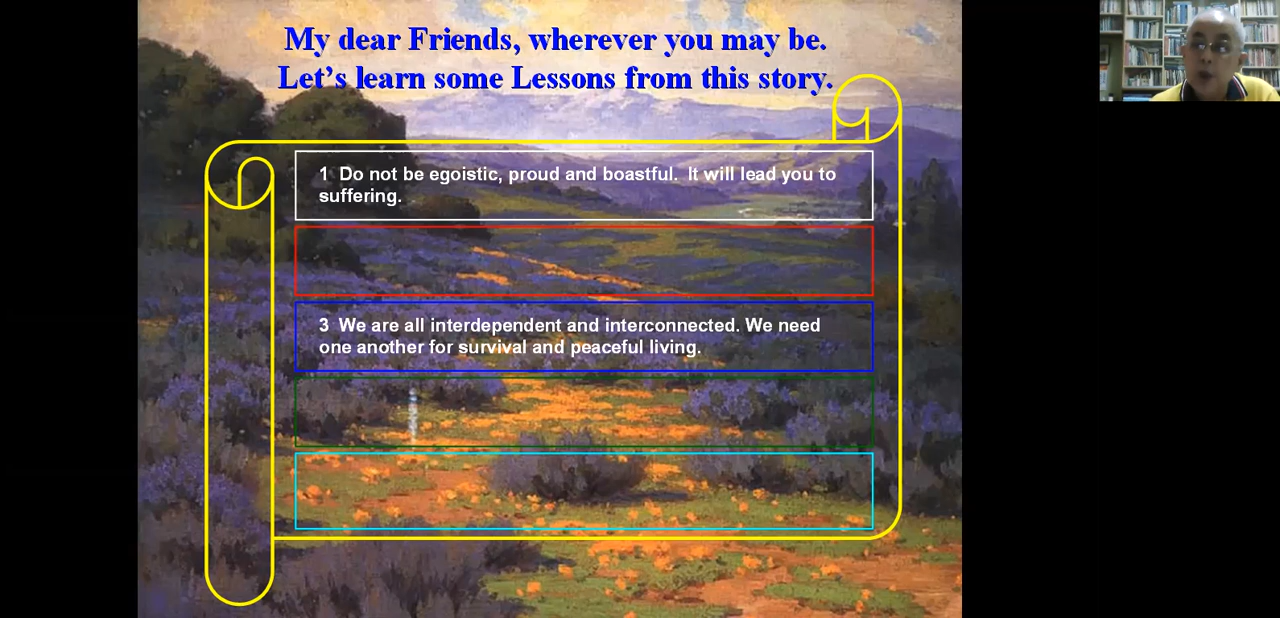 My dear Friends, wherever you may be.
Let's learn some Lessons from this story.
1 Do not be egoistic, proud and boastful. It will lead you to
suffering.
3 We are all interdependent and interconnected. We need
one another for survival and peaceful living.